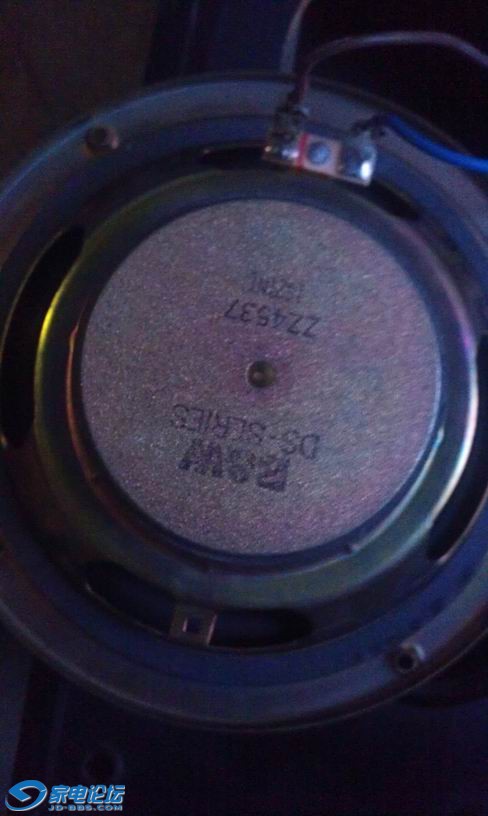 B&W
DS-SERIES
ZZ4537
家电论坛
JD-BBS.COM